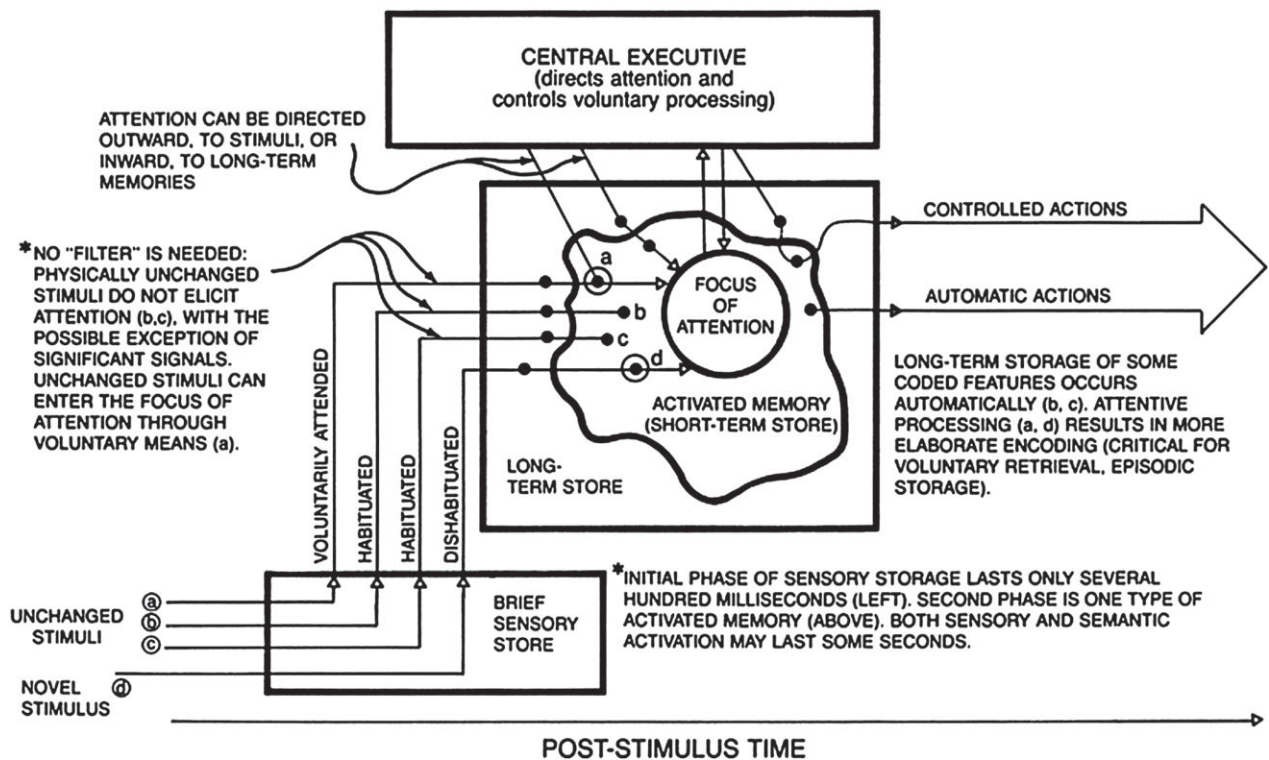 CENTRAL EXECUTIVE
(directs attention and
controls voluntary processing)
ATTENTION CAN BE DIRECTED
OUTWARD, TO STIMULI, OR
INWARD, TO LONG-TERM
MEMORIES
*NO "FILTER" IS NEEDED:
PHYSICALLY UNCHANGED
STIMULI DO NOT ELICIT
ATTENTION (b,c), WITH THE
POSSIBLE EXCEPTION OF
SIGNIFICANT SIGNALS.
UNCHANGED STIMULI CAN
ENTER THE FOCUS OF
ATTENTION THROUGH
VOLUNTARY MEANS (a).
a
b
c
d
FOCUS
OF
ATTENTION
ACTIVATED MEMORY
(SHORT-TERM STORE)
LONG-
TERM STORE
CONTROLLED ACTIONS
AUTOMATIC ACTIONS
LONG-TERM STORAGE OF SOME
CODED FEATURES OCCURS
AUTOMATICALLY (b, c). ATTENTIVE
PROCESSING (a, d) RESULTS IN MORE
ELABORATE ENCODING (CRITICAL FOR
VOLUNTARY RETRIEVAL, EPISODIC
STORAGE).
VOLUNTARILY ATTENDED
HABITUATED
HABITUATED
DISHABITUATED
UNCHANGED
STIMULI
a
b
c
NOVEL
STIMULUS
d
BRIEF
SENSORY
STORE
*INITIAL PHASE OF SENSORY STORAGE LASTS ONLY SEVERAL
HUNDRED MILLISECONDS (LEFT). SECOND PHASE IS ONE TYPE OF
ACTIVATED MEMORY (ABOVE). BOTH SENSORY AND SEMANTIC
ACTIVATION MAY LAST SOME SECONDS.
POST-STIMULUS TIME